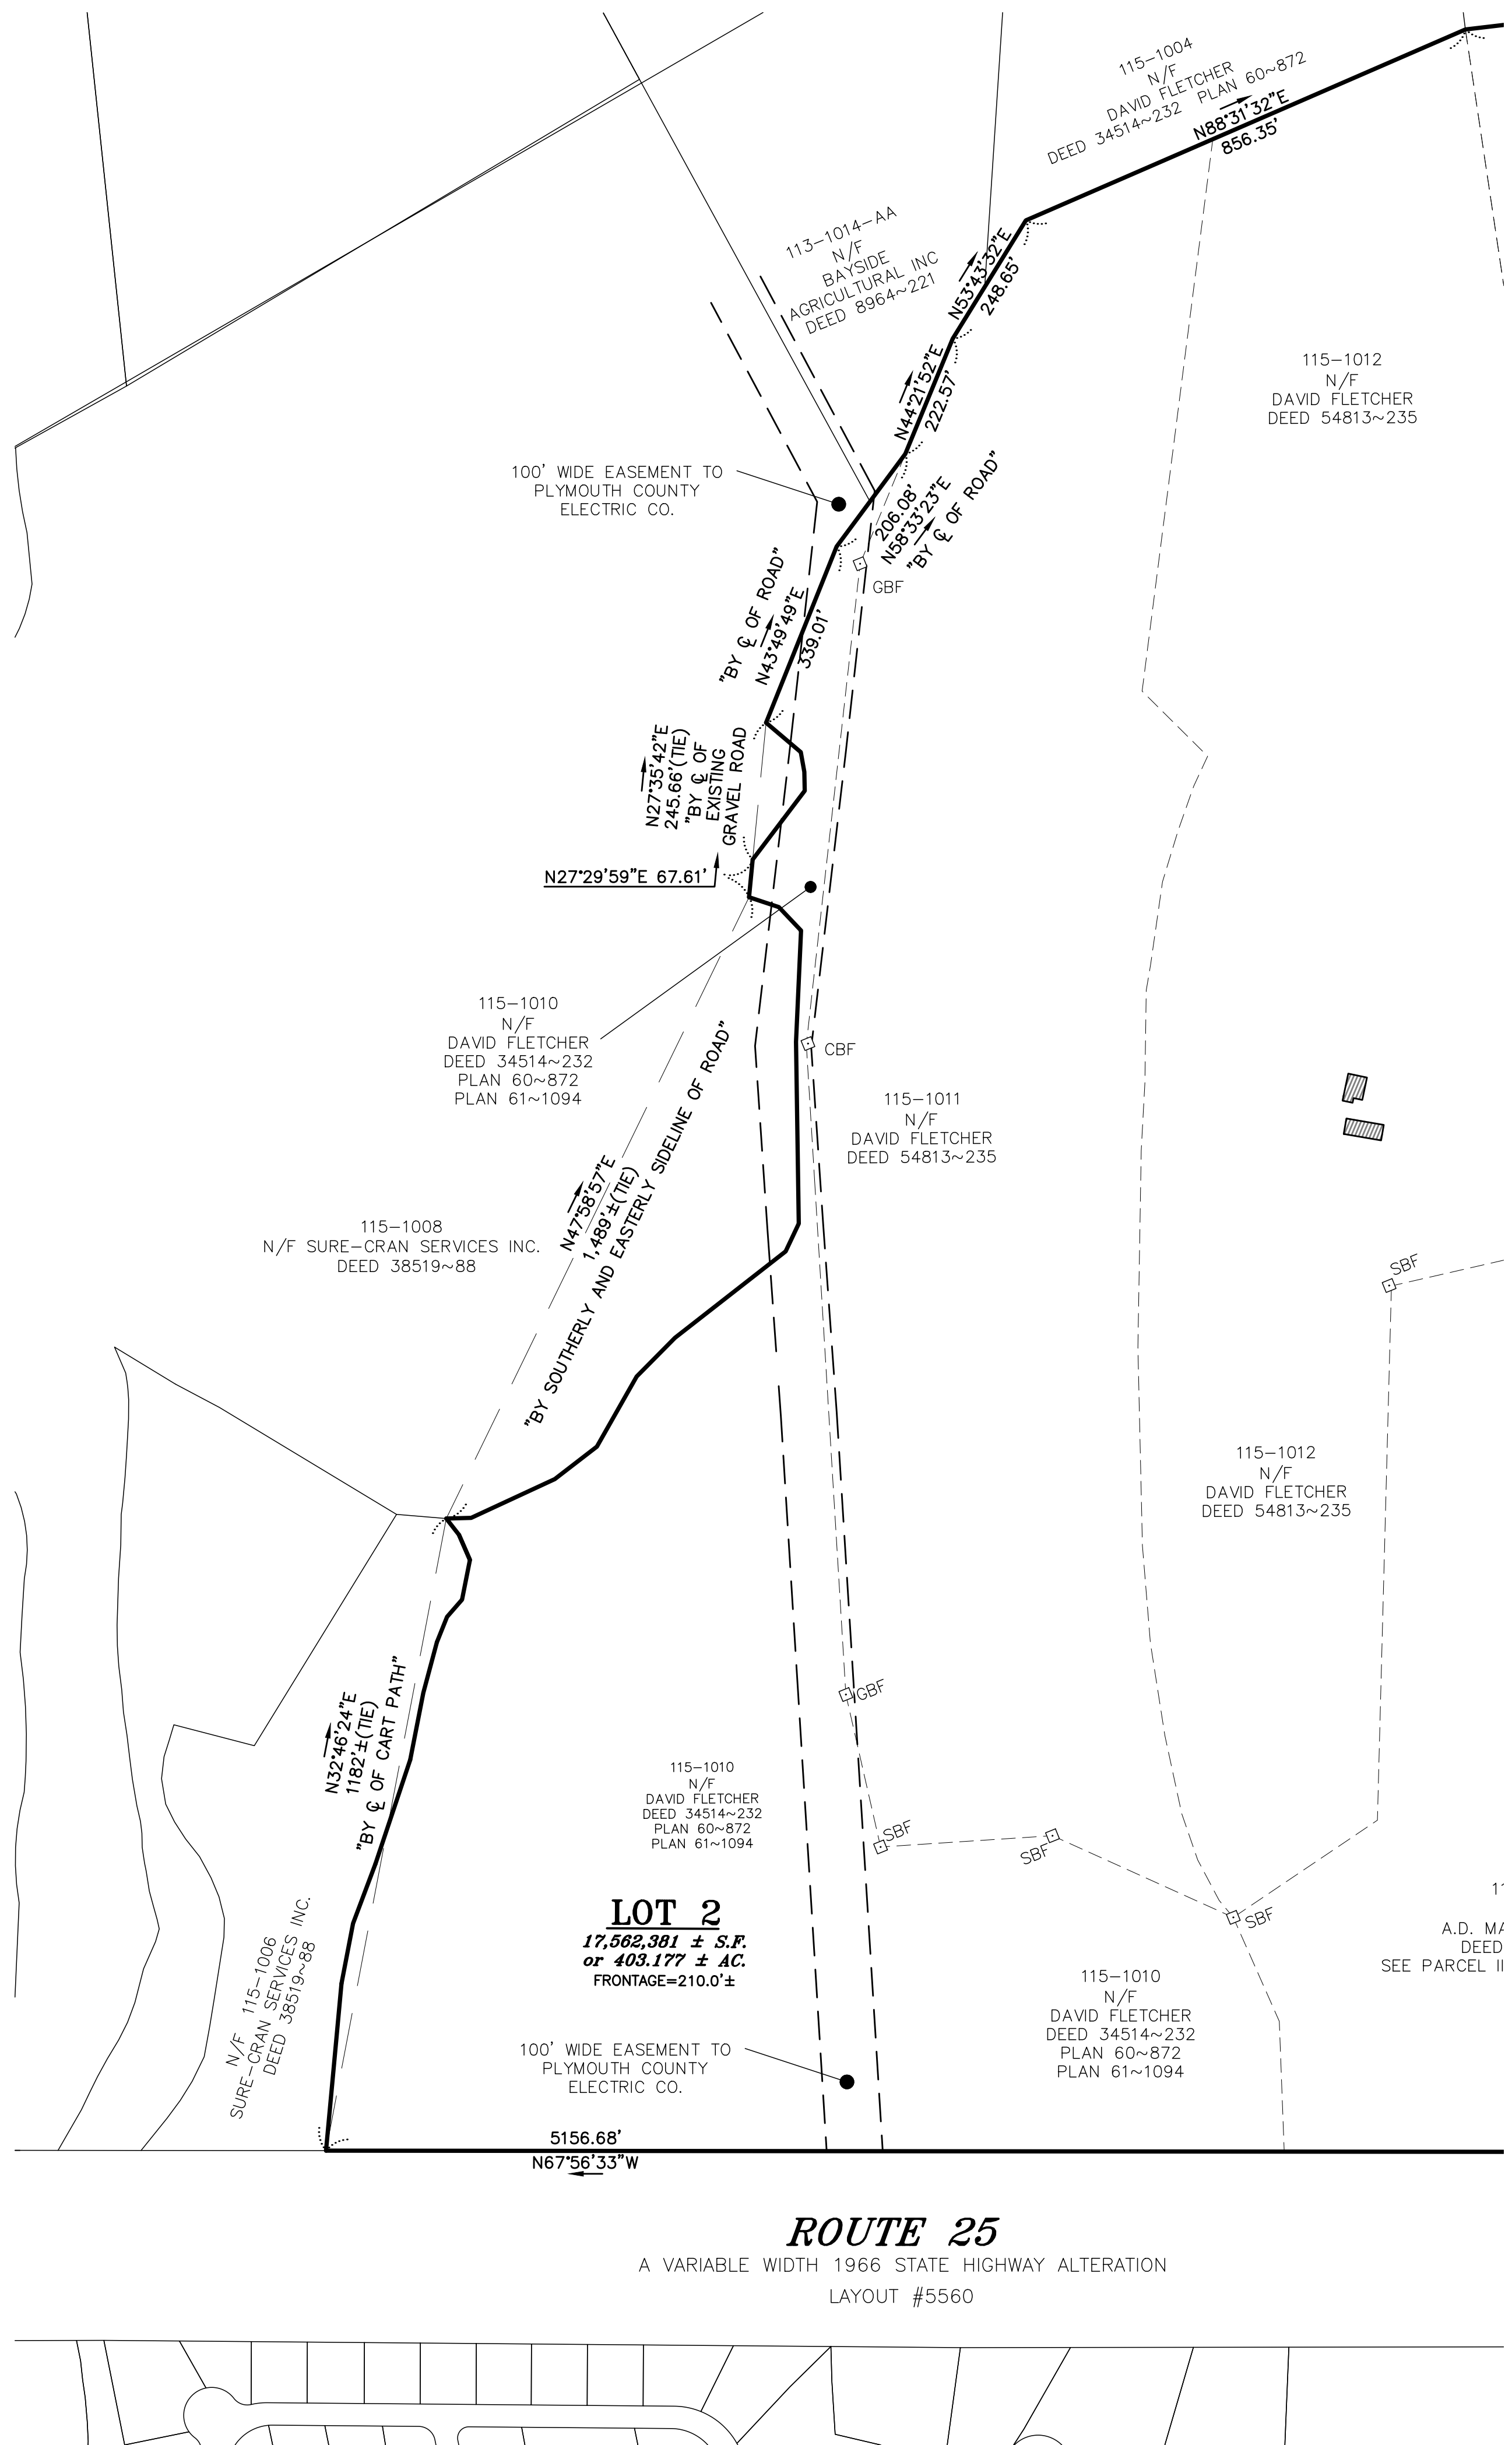 115-1004
N/F
DAVID FLETCHER
DEED 34514~232  PLAN 60~872
N88°31'32"E
856.35'
113-1014-AA
N/F
BAYSIDE
AGRICULTURAL INC
DEED 8964~221
N53°43'32"E
248.65'
N44°21'52"E
222.57'
115-1012
N/F
DAVID FLETCHER
DEED 54813~235
100' WIDE EASEMENT TO
PLYMOUTH COUNTY
ELECTRIC CO.
206.08'
N58°33'23"E
"BY ℄ OF ROAD"
GBF
"BY ℄ OF ROAD"
N43°49'49"E
339.01'
N27°35'42"E
245.66'(TIE)
"BY ℄ OF
EXISTING
GRAVEL ROAD
N27°29'59"E 67.61'
115-1010
N/F
DAVID FLETCHER
DEED 34514~232
PLAN 60~872
PLAN 61~1094
CBF
115-1011
N/F
DAVID FLETCHER
DEED 54813~235
N47°58'57"E
1,489'±(TIE)
"BY SOUTHERLY AND EASTERLY SIDELINE OF ROAD"
115-1008
N/F SURE-CRAN SERVICES INC.
DEED 38519~88
SBF
115-1012
N/F
DAVID FLETCHER
DEED 54813~235
N32°46'24"E
1182'±(TIE)
"BY ℄ OF CART PATH"
GBF
115-1010
N/F
DAVID FLETCHER
DEED 34514~232
PLAN 60~872
PLAN 61~1094
SBF
SBF
SBF
LOT 2
17,562,381 ± S.F.
or 403.177 ± AC.
FRONTAGE=210.0'±
11
A.D. MA
DEED
SEE PARCEL II
N/F 115-1006
SURE-CRAN SERVICES INC.
DEED 38519~88
115-1010
N/F
DAVID FLETCHER
DEED 34514~232
PLAN 60~872
PLAN 61~1094
100' WIDE EASEMENT TO
PLYMOUTH COUNTY
ELECTRIC CO.
5156.68'
N67°56'33"W
ROUTE 25
A VARIABLE WIDTH 1966 STATE HIGHWAY ALTERATION
LAYOUT #5560